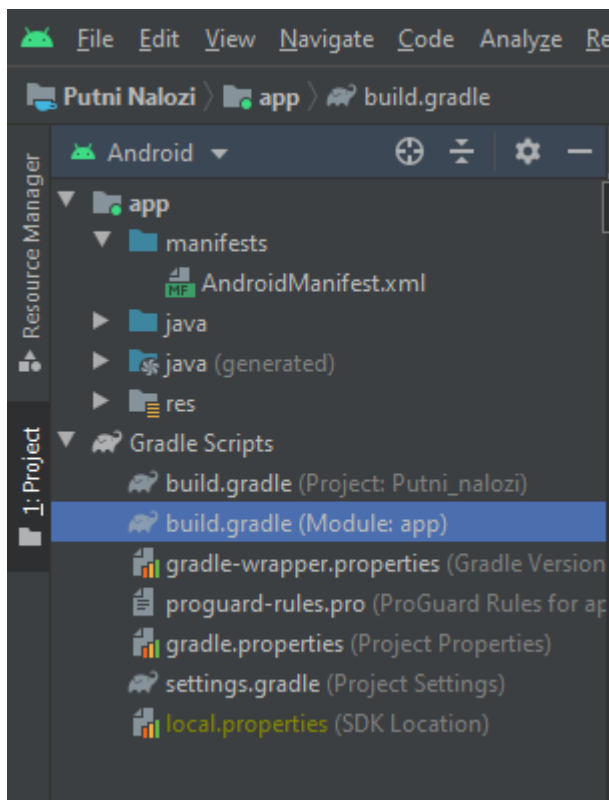 File Edit View Navigate Code Analyze Re
Putni Nalozi app build.gradle
Android
Resource Manager
1: Project
app
manifests
MF AndroidManifest.xml
java
java (generated)
res
Gradle Scripts
build.gradle (Project: Putni_nalozi)
build.gradle (Module: app)
gradle-wrapper.properties (Gradle Version
proguard-rules.pro (ProGuard Rules for ap
gradle.properties (Project Properties)
settings.gradle (Project Settings)
local.properties (SDK Location)